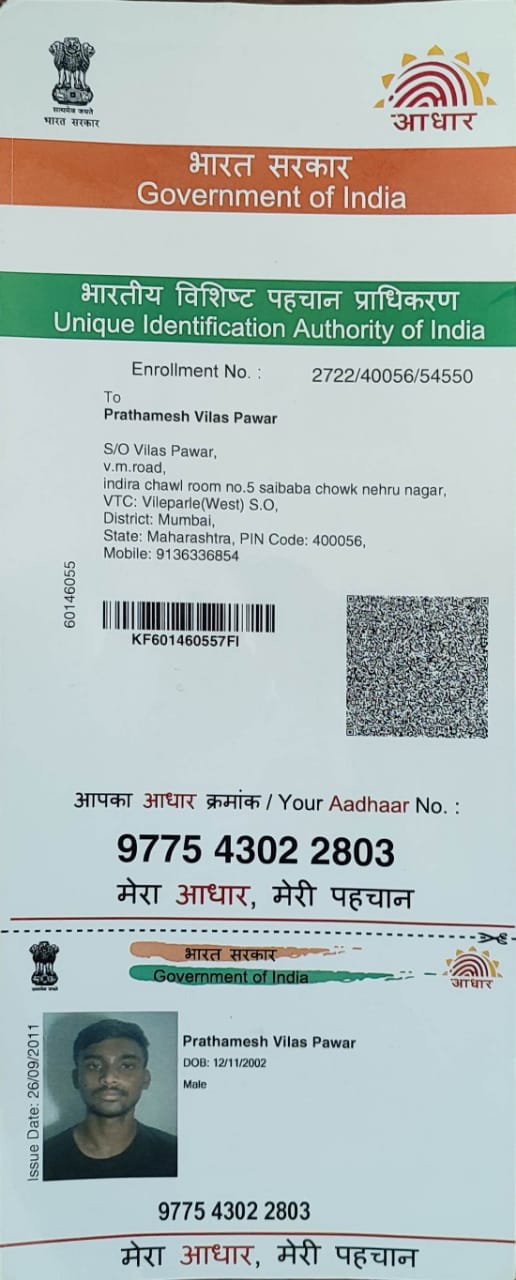 सत्यमेव जयते
भारत सरकार
आधार
भारत सरकार
Government of India
भारतीय विशिष्ट पहचान प्राधिकरण
Unique Identification Authority of India
Enrollment No. : 2722/40056/54550
To
Prathamesh Vilas Pawar
S/O Vilas Pawar,
v.m.road,
indira chawl room no.5 saibaba chowk nehru nagar,
VTC: Vileparle(West) S.O,
District: Mumbai,
State: Maharashtra, PIN Code: 400056,
Mobile: 9136336854
60146055
KF601460557FI
आपका आधार क्रमांक / Your Aadhaar No. :
9775 4302 2803
मेरा आधार, मेरी पहचान
भारत सरकार
Government of India
आधार
Issue Date: 26/09/2011
Prathamesh Vilas Pawar
DOB: 12/11/2002
Male
9775 4302 2803
मेरा आधार, मेरी पहचान